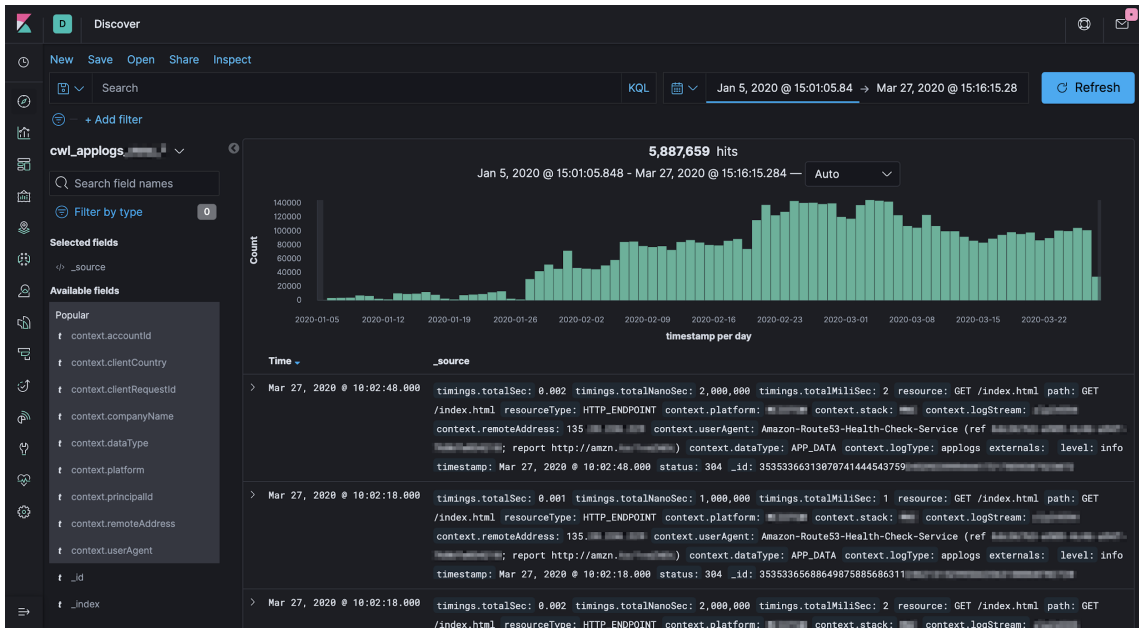 D Discover
New Save Open Share Inspect
Search KQL Jan 5, 2020 @ 15:01:05.84 → Mar 27, 2020 @ 15:16:15.28 Refresh
+ Add filter
cwl_applogs_
Search field names
Filter by type 0
Selected fields
</> _source
Available fields
Popular
t context.accountId
t context.clientCountry
t context.clientRequestId
t context.companyName
t context.dataType
t context.platform
t context.principalId
t context.remoteAddress
t context.userAgent
t _id
t _index
5,887,659 hits
Jan 5, 2020 @ 15:01:05.848 - Mar 27, 2020 @ 15:16:15.284 — Auto
Count
140000
120000
100000
80000
60000
40000
20000
0
2020-01-05 2020-01-12 2020-01-19 2020-01-26 2020-02-02 2020-02-09 2020-02-16 2020-02-23 2020-03-01 2020-03-08 2020-03-15 2020-03-22
timestamp per day
Time _source
Mar 27, 2020 @ 10:02:48.000 timings.totalSec: 0.002 timings.totalNanoSec: 2,000,000 timings.totalMiliSec: 2 resource: GET /index.html path: GET
/index.html resourceType: HTTP_ENDPOINT context.platform: context.stack: context.logStream:
context.remoteAddress: 135. context.userAgent: Amazon-Route53-Health-Check-Service (ref
; report http://amzn. ) context.dataType: APP_DATA context.logType: applogs externals: level: info
timestamp: Mar 27, 2020 @ 10:02:48.000 status: 304 _id: 35353366313070741444543759
Mar 27, 2020 @ 10:02:18.000 timings.totalSec: 0.001 timings.totalNanoSec: 1,000,000 timings.totalMiliSec: 1 resource: GET /index.html path: GET
/index.html resourceType: HTTP_ENDPOINT context.platform: context.stack: context.logStream:
context.remoteAddress: 135. context.userAgent: Amazon-Route53-Health-Check-Service (ref
; report http://amzn. ) context.dataType: APP_DATA context.logType: applogs externals: level: info
timestamp: Mar 27, 2020 @ 10:02:18.000 status: 304 _id: 35353365688649875885686311
Mar 27, 2020 @ 10:02:18.000 timings.totalSec: 0.002 timings.totalNanoSec: 2,000,000 timings.totalMiliSec: 2 resource: GET /index.html path: GET
/index.html resourceType: HTTP_ENDPOINT context.platform: context.stack: context.logStream: